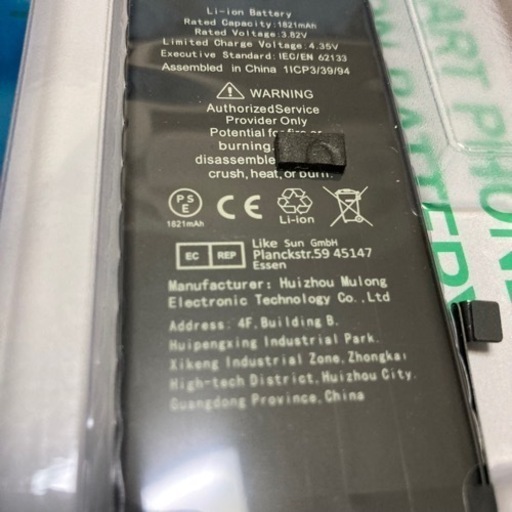 Li-ion Battery
Rated Capacity:1821mAh
Rated Voltage:3.82V
Limited Charge Voltage:4.35V
Executive Standard:IEC/EN 62133
Assembled in China 1ICP3/39/94
WARNING
AuthorizedService
Provider Only
Potential for fire or
burning.
disassemble
crush, heat, or burn.
PSE
1821mAh
CE
Li-ion
EC REP
Like Sun GmbH
Planckstr.59 45147
Essen
Manufacturer: Huizhou Mulong
Electronic Technology Co.,Ltd
Address: 4F,Building B,
Huipengxing Industrial Park,
Xikeng Industrial Zone,Zhongkai
High-tech District,Huizhou City,
Guangdong Province,China
ART PHON
ON BATTERY